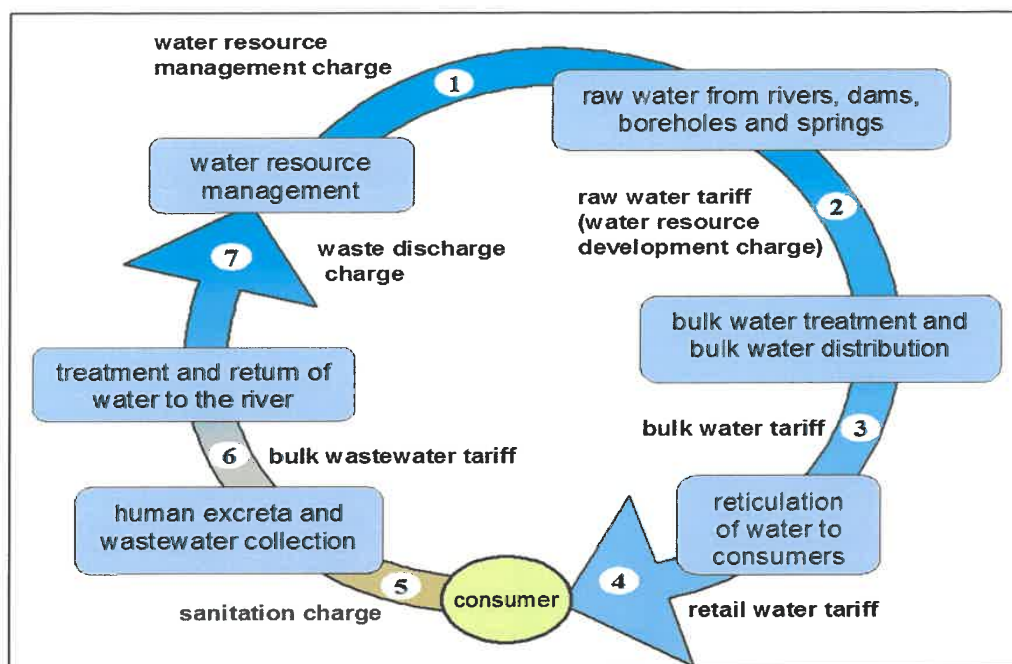 water resource
management charge
1
raw water from rivers, dams,
boreholes and springs
water resource
management
raw water tariff
(water resource
development charge)
2
7
waste discharge
charge
bulk water treatment and
bulk water distribution
treatment and return of
water to the river
bulk water tariff
3
6
bulk wastewater tariff
human excreta and
wastewater collection
reticulation
of water to
consumers
5
consumer
4
sanitation charge
retail water tariff